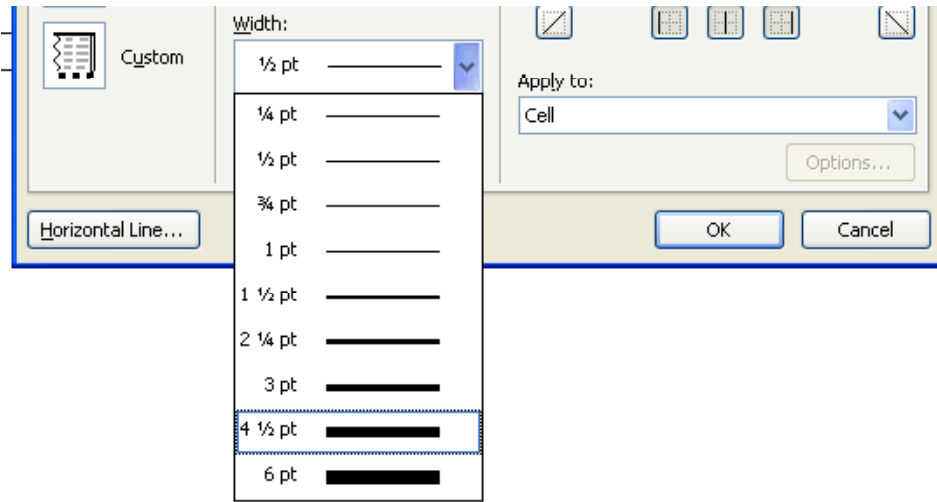 Width:
Custom
½ pt
Apply to:
Cell
¼ pt
½ pt
Options...
¾ pt
Horizontal Line...
1 pt
OK
Cancel
1 ½ pt
2 ¼ pt
3 pt
4 ½ pt
6 pt